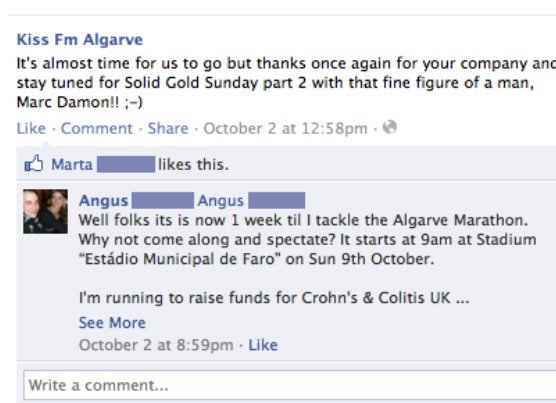 Kiss Fm Algarve
It's almost time for us to go but thanks once again for your company and
stay tuned for Solid Gold Sunday part 2 with that fine figure of a man,
Marc Damon!! ;-)
Like · Comment · Share · October 2 at 12:58pm ·
Marta likes this.
Angus Angus
Well folks its is now 1 week til I tackle the Algarve Marathon.
Why not come along and spectate? It starts at 9am at Stadium
"Estádio Municipal de Faro" on Sun 9th October.
I'm running to raise funds for Crohn's & Colitis UK ...
See More
October 2 at 8:59pm · Like
Write a comment...